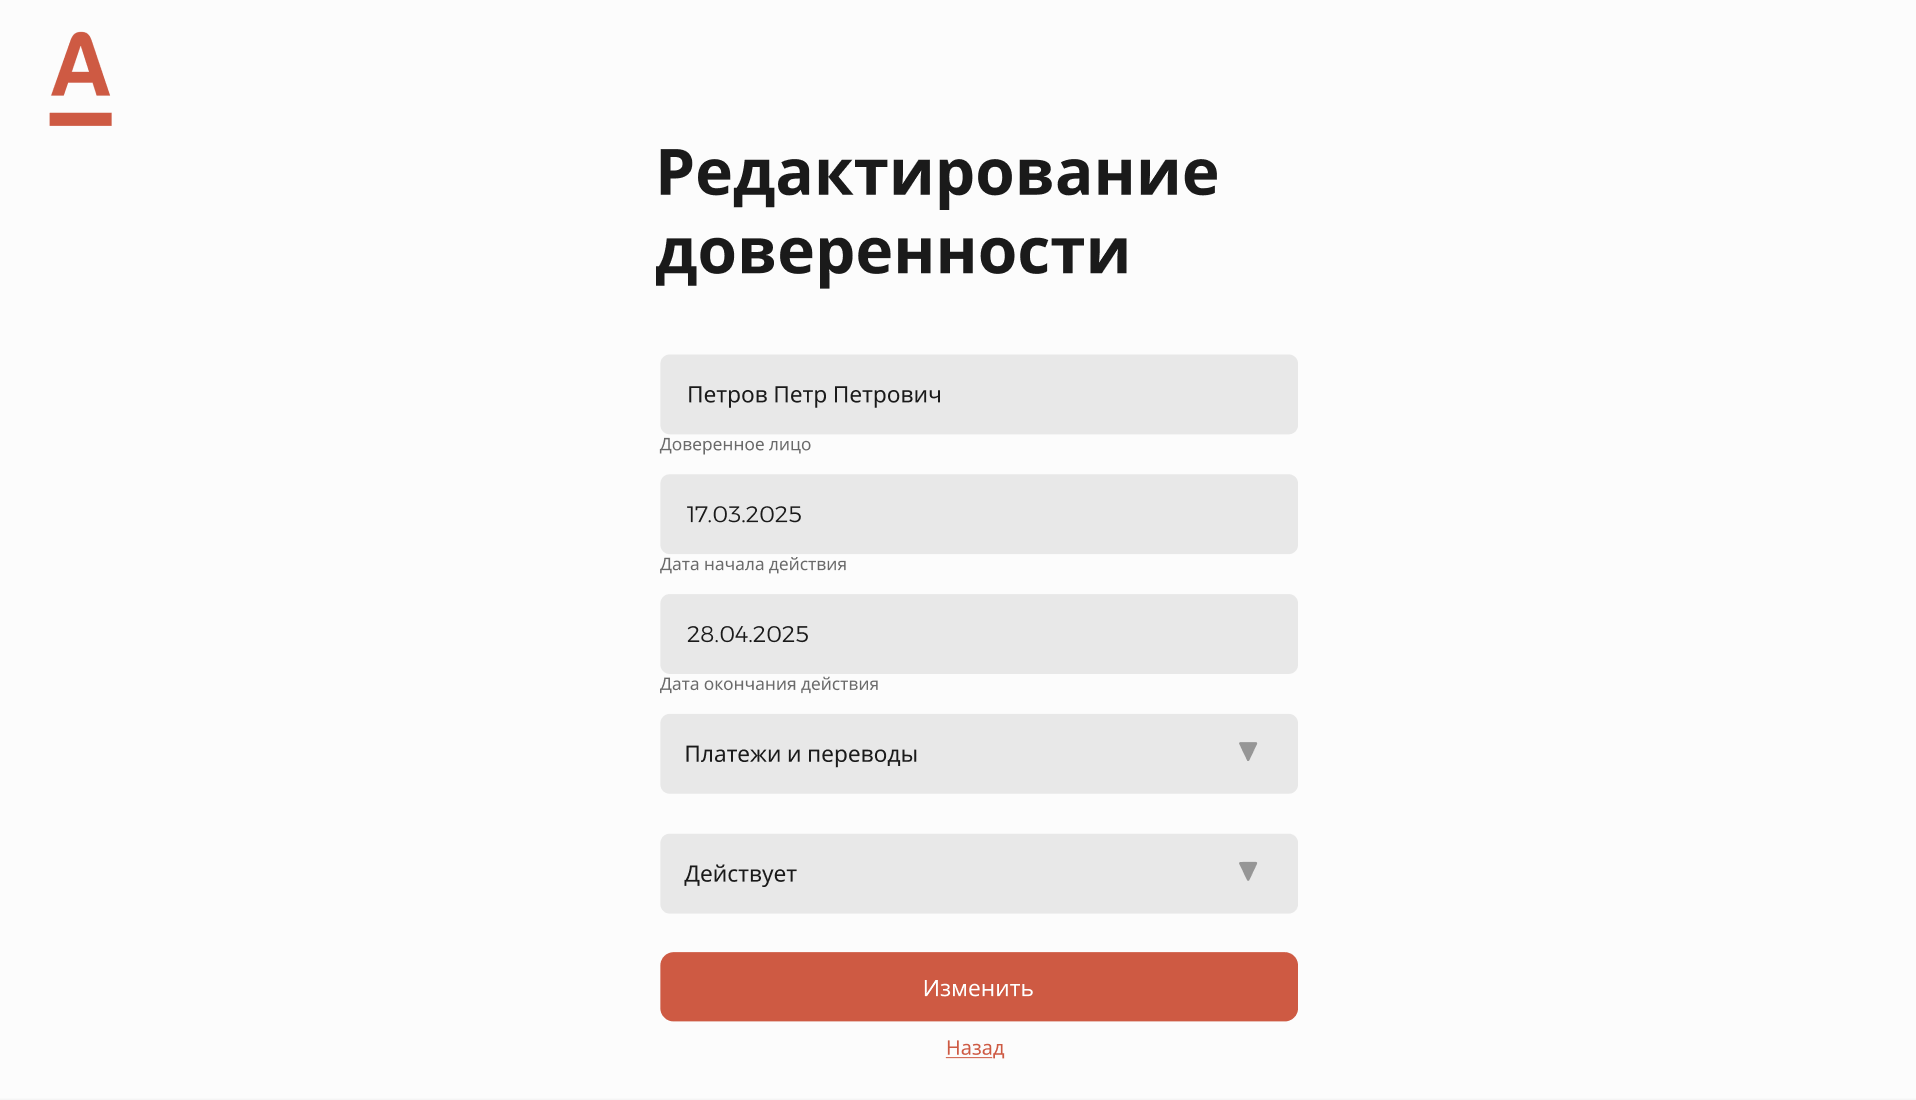 А
Редактирование
доверенности
Петров Петр Петрович
Доверенное лицо
17.03.2025
Дата начала действия
28.04.2025
Дата окончания действия
Платежи и переводы
Действует
Изменить
Назад